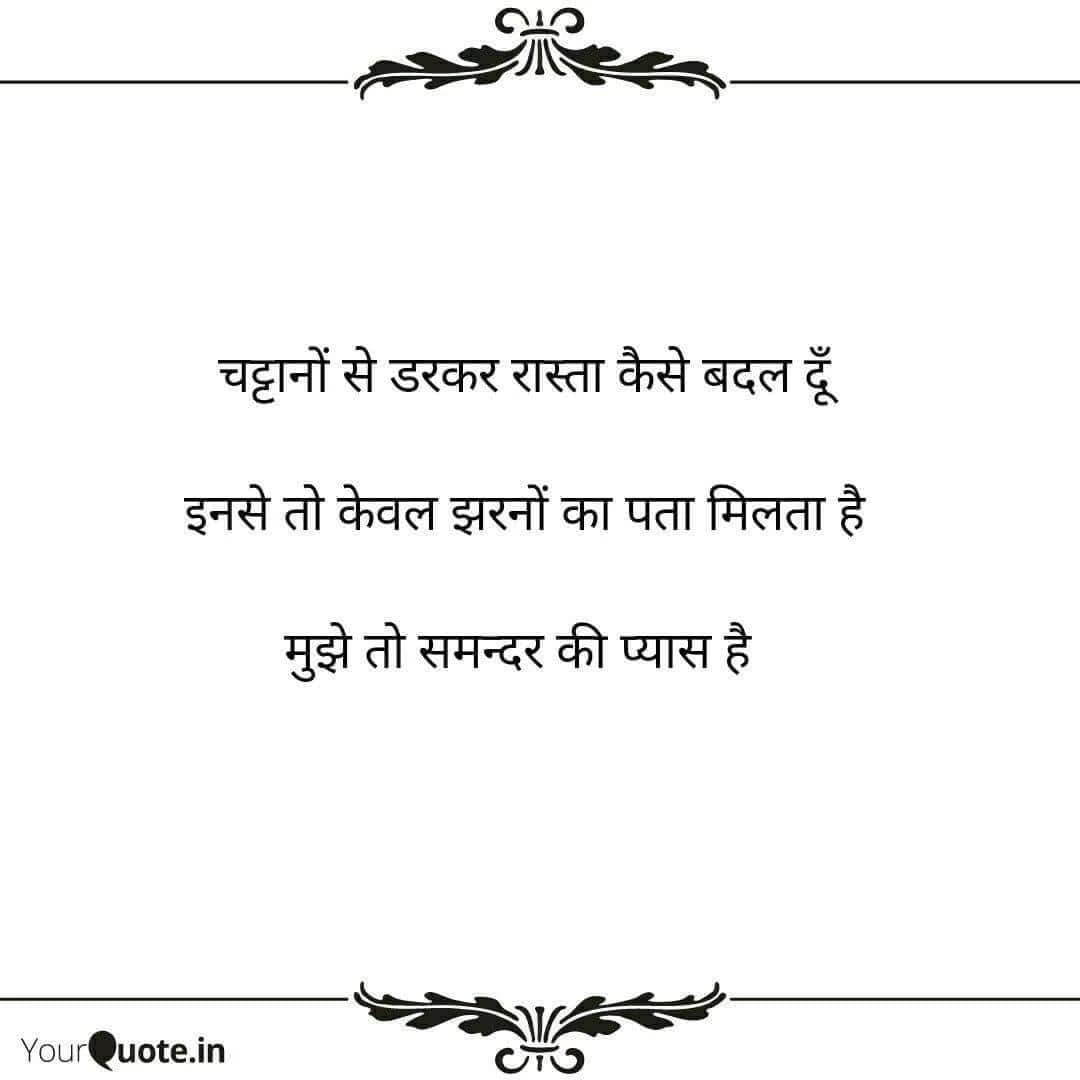 चट्टानों से डरकर रास्ता कैसे बदल दूँ
इनसे तो केवल झरनों का पता मिलता है
मुझे तो समन्दर की प्यास है
YourQuote.in